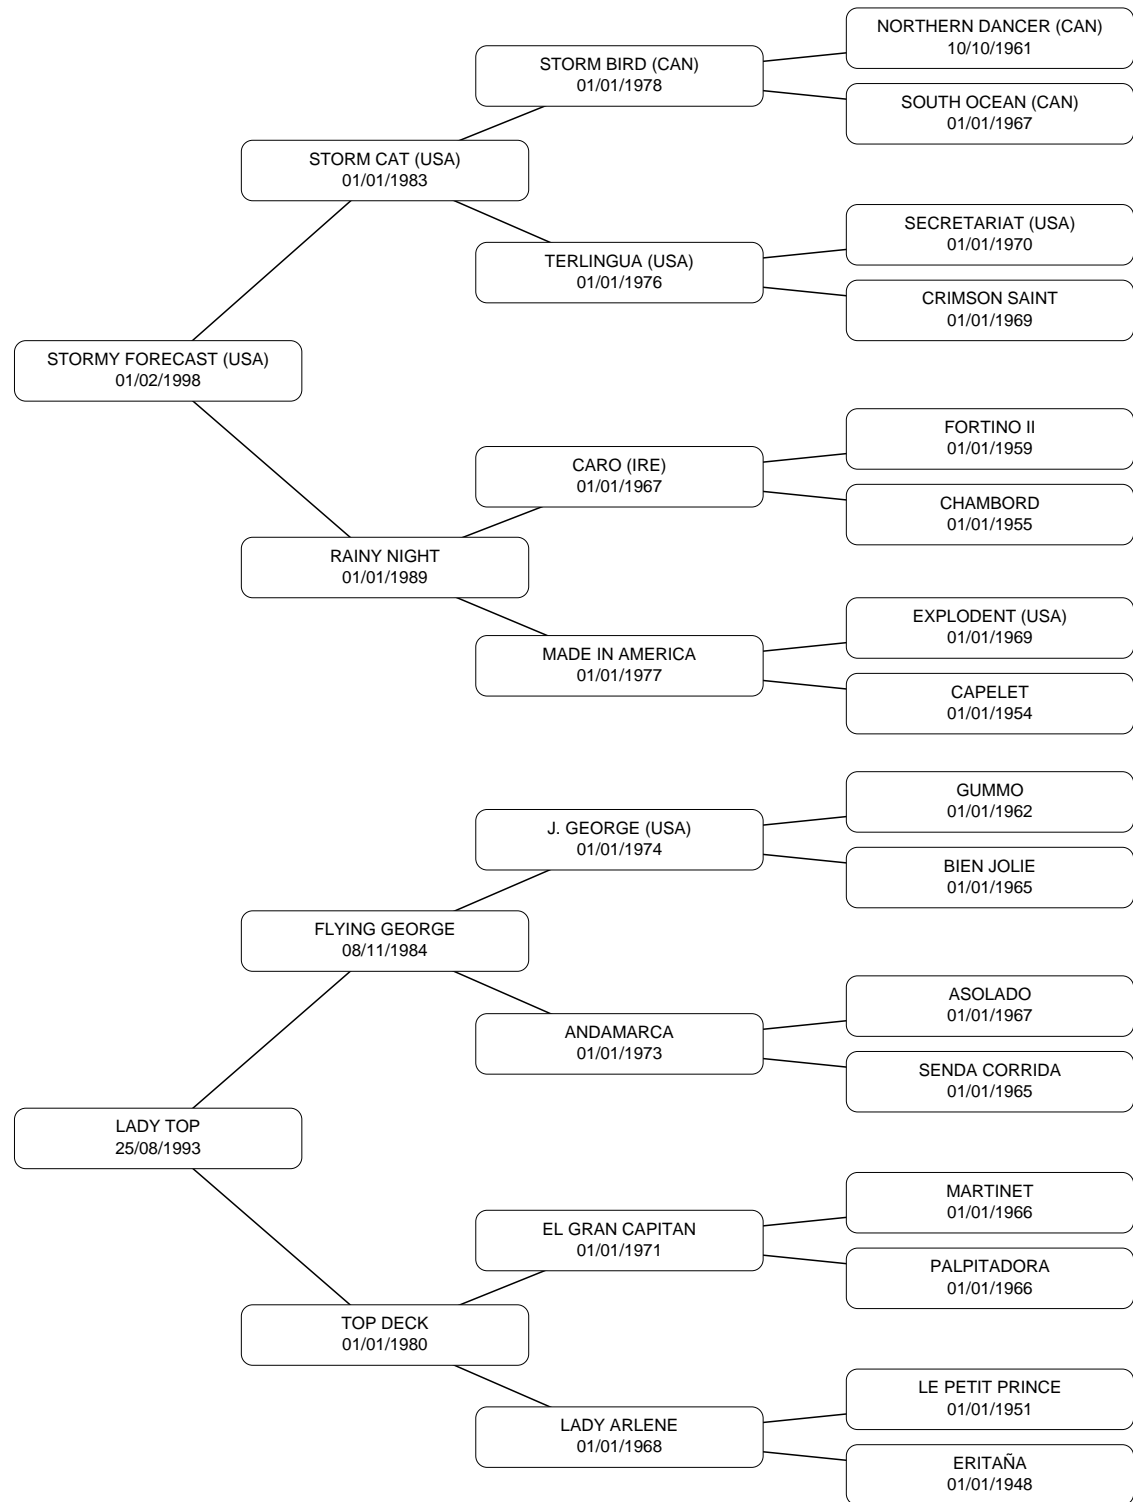 NORTHERN DANCER (CAN)
10/10/1961
STORM BIRD (CAN)
01/01/1978
SOUTH OCEAN (CAN)
01/01/1967
STORM CAT (USA)
01/01/1983
SECRETARIAT (USA)
01/01/1970
TERLINGUA (USA)
01/01/1976
CRIMSON SAINT
01/01/1969
STORMY FORECAST (USA)
01/02/1998
FORTINO II
01/01/1959
CARO (IRE)
01/01/1967
CHAMBORD
01/01/1955
RAINY NIGHT
01/01/1989
EXPLODENT (USA)
01/01/1969
MADE IN AMERICA
01/01/1977
CAPELET
01/01/1954
GUMMO
01/01/1962
J. GEORGE (USA)
01/01/1974
BIEN JOLIE
01/01/1965
FLYING GEORGE
08/11/1984
ASOLADO
01/01/1967
ANDAMARCA
01/01/1973
SENDA CORRIDA
01/01/1965
LADY TOP
25/08/1993
MARTINET
01/01/1966
EL GRAN CAPITAN
01/01/1971
PALPITADORA
01/01/1966
TOP DECK
01/01/1980
LE PETIT PRINCE
01/01/1951
LADY ARLENE
01/01/1968
ERITAÑA
01/01/1948